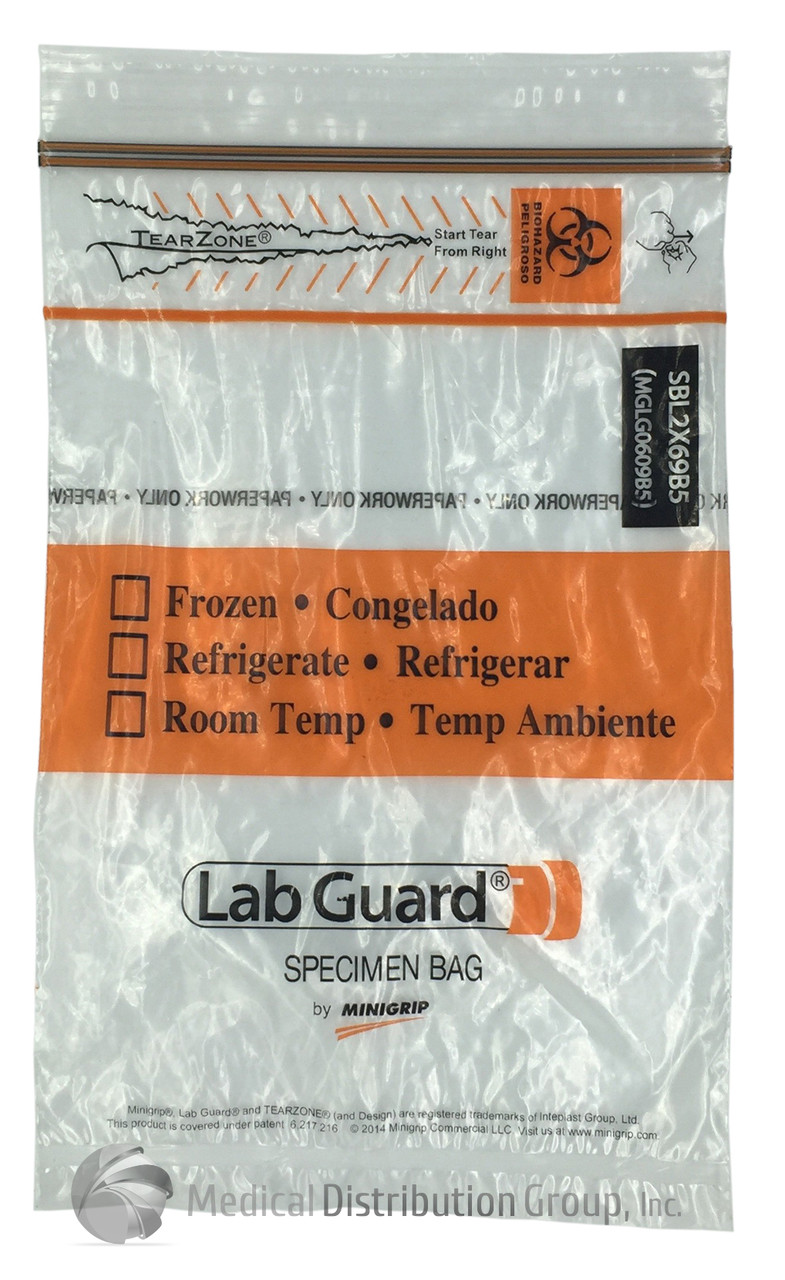 TEARZONE®
Start Tear
From Right
BIOHAZARD
PELIGROSO
SBL2X69B5
(MGLG0609B5)
PAPERWORK ONLY • PAPERWORK ONLY • PAPERWORK ONLY •
Frozen • Congelado
Refrigerate • Refrigerar
Room Temp • Temp Ambiente
Lab Guard®
SPECIMEN BAG
by MINIGRIP
Minigrip®, Lab Guard® and TEARZONE® (and Design) are registered trademarks of Inteplast Group, Ltd.
This product is covered under patent 6,217,216 © 2014 Minigrip Commercial LLC Visit us at www.minigrip.com
Medical Distribution Group, Inc.